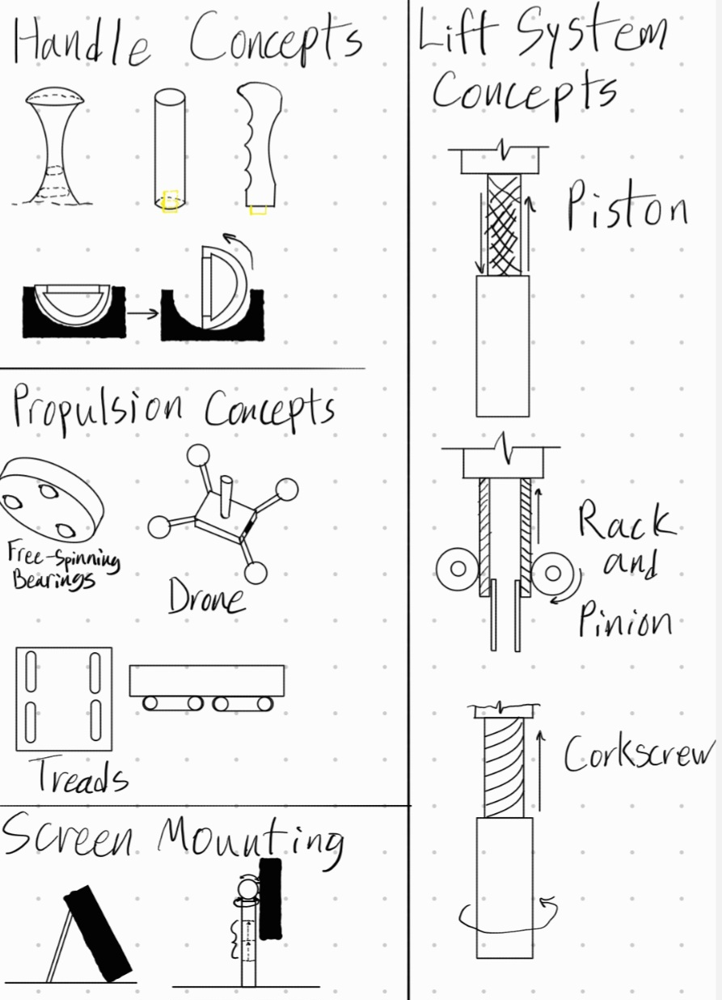 Handle Concepts
Propulsion Concepts
Free-Spinning
Bearings
Drone
Treads
Screen Mounting
Lift System
Concepts
Piston
Rack
and
Pinion
Corkscrew